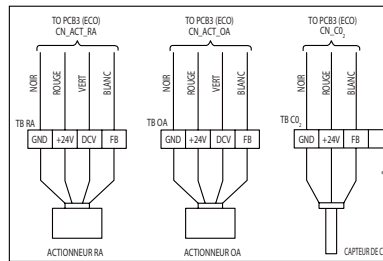 TO PCB3 (ECO)
CN_ACT_RA
NOIR
ROUGE
VERT
BLANC
TB RA
GND
+24V
DCV
FB
ACTIONNEUR RA
TO PCB3 (ECO)
CN_ACT_OA
NOIR
ROUGE
VERT
BLANC
TB OA
GND
+24V
DCV
FB
ACTIONNEUR OA
TO PCB3 (ECO)
CN_C0₂
NOIR
ROUGE
BLANC
TB C0₂
GND
+24V
FB
CAPTEUR DE C